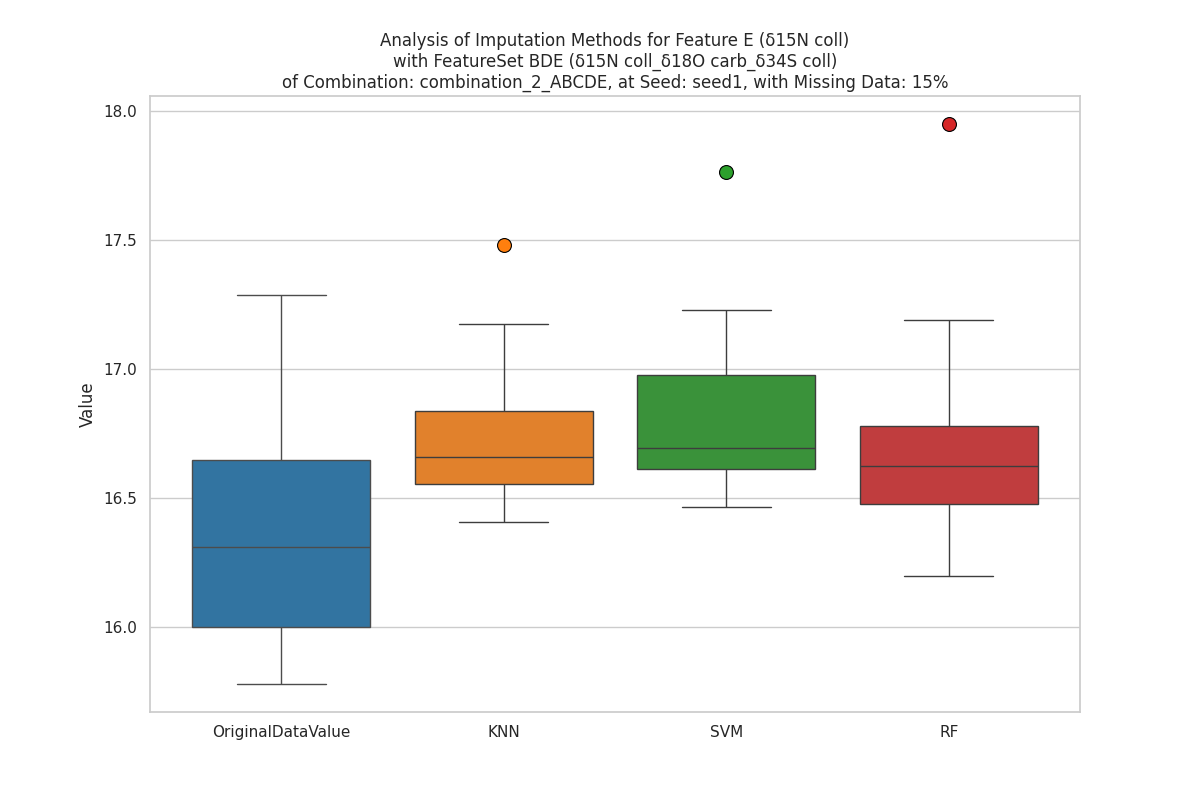 Analysis of Imputation Methods for Feature E (δ15N coll)
with FeatureSet BDE (δ15N coll_δ18O carb_δ34S coll)
of Combination: combination_2_ABCDE, at Seed: seed1, with Missing Data: 15%
18.0
17.5
17.0
16.5
16.0
Value
OriginalDataValue
KNN
SVM
RF